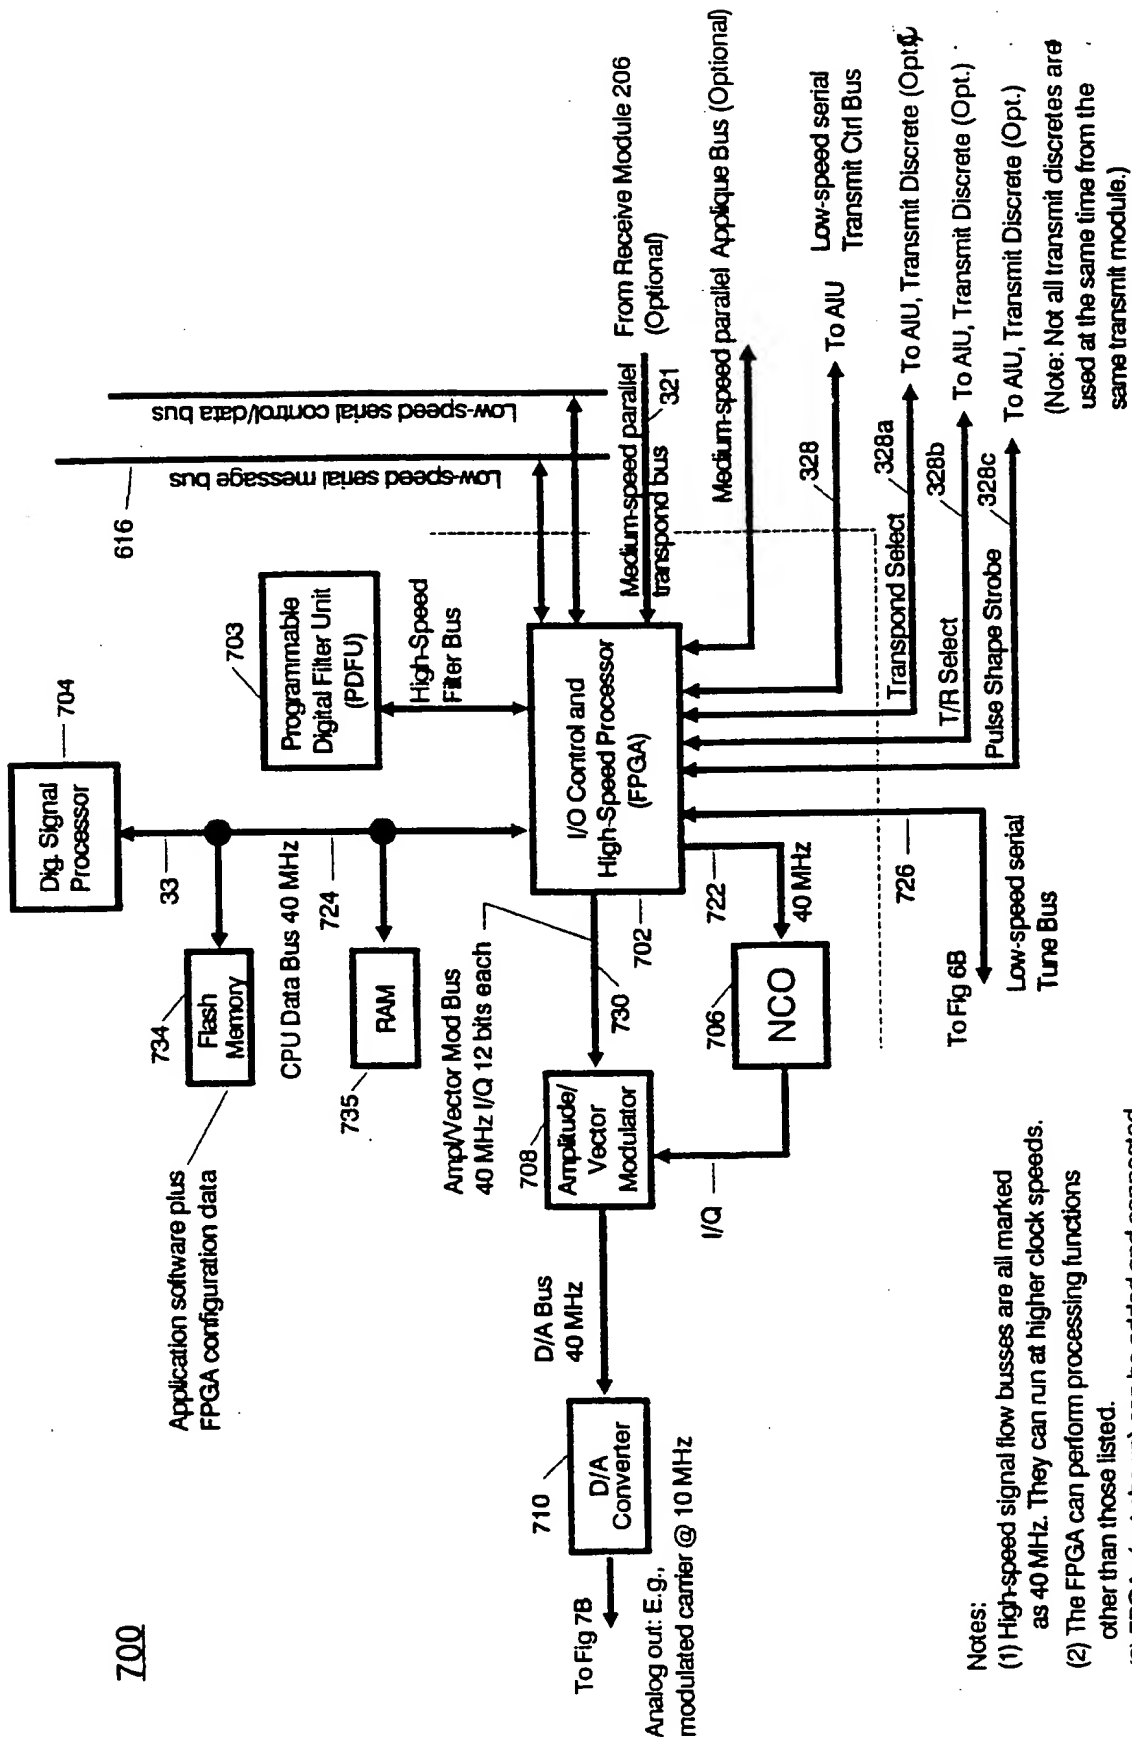 700
704
Dig. Signal
Processor
33
703
Programmable
Digital Filter Unit
(PDFU)
High-Speed
Filter Bus
616
Low-speed serial message bus
Low-speed serial control/data bus
734
Flash
Memory
Application software plus
FPGA configuration data
CPU Data Bus 40 MHz
724
735
RAM
Medium-speed parallel
transpond bus
321
From Receive Module 206
(Optional)
Medium-speed parallel Applique Bus (Optional)
I/O Control and
High-Speed Processor
(FPGA)
702
Ampl/Vector Mod Bus
40 MHz I/Q 12 bits each
730
708
Amplitude/
Vector
Modulator
I/Q
706
NCO
722
40 MHz
D/A Bus
40 MHz
710
D/A
Converter
To Fig 7B
Analog out: E.g.,
modulated carrier @ 10 MHz
328
To AIU
Low-speed serial
Transmit Ctrl Bus
Transpond Select
328a
To AIU, Transmit Discrete (Opt.)
T/R Select
328b
To AIU, Transmit Discrete (Opt.)
Pulse Shape Strobe
328c
To AIU, Transmit Discrete (Opt.)
(Note: Not all transmit discretes are
used at the same time from the
same transmit module.)
726
To Fig 6B
Low-speed serial
Tune Bus
Notes:
(1) High-speed signal flow busses are all marked
as 40 MHz. They can run at higher clock speeds.
(2) The FPGA can perform processing functions
other than those listed.